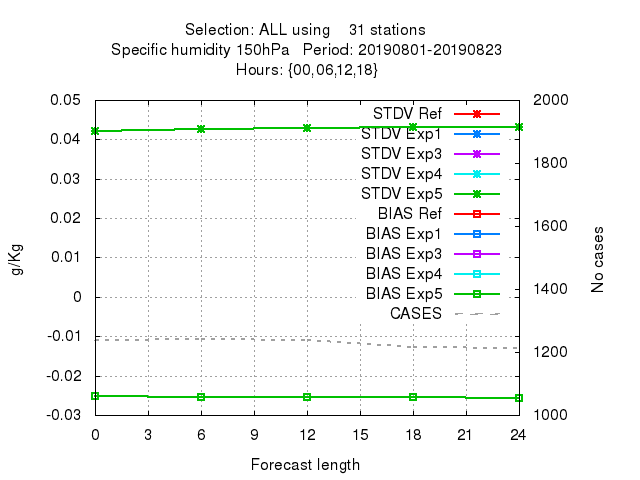 Selection: ALL using    31 stations
Specific humidity 150hPa   Period: 20190801-20190823
Hours: {00,06,12,18}
0.05
0.04
0.03
0.02
0.01
0
-0.01
-0.02
-0.03
g/Kg
STDV Ref
STDV Exp1
STDV Exp3
STDV Exp4
STDV Exp5
BIAS Ref
BIAS Exp1
BIAS Exp3
BIAS Exp4
BIAS Exp5
CASES
2000
1800
1600
1400
1200
1000
No cases
0 3 6 9 12 15 18 21 24
Forecast length